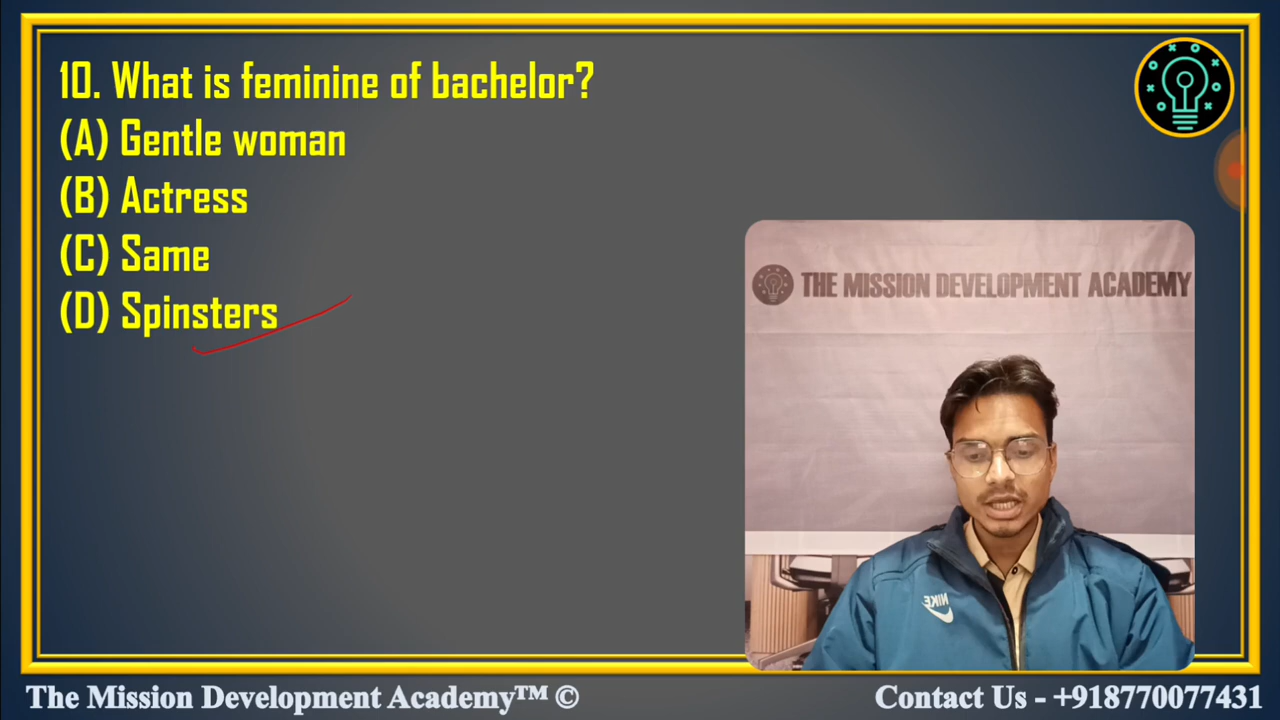 10. What is feminine of bachelor?
(A) Gentle woman
(B) Actress
(C) Same
(D) Spinsters
THE MISSION DEVELOPMENT ACADEMY
NIKE
The Mission Development Academy™ ©
Contact Us - +918770077431